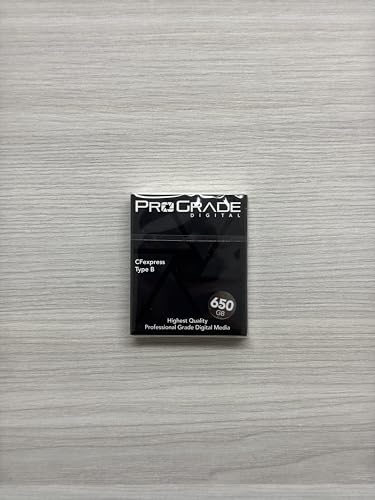 PROGRADE
DIGITAL
CFexpress
Type B
650
GB
Highest Quality
Professional Grade Digital Media